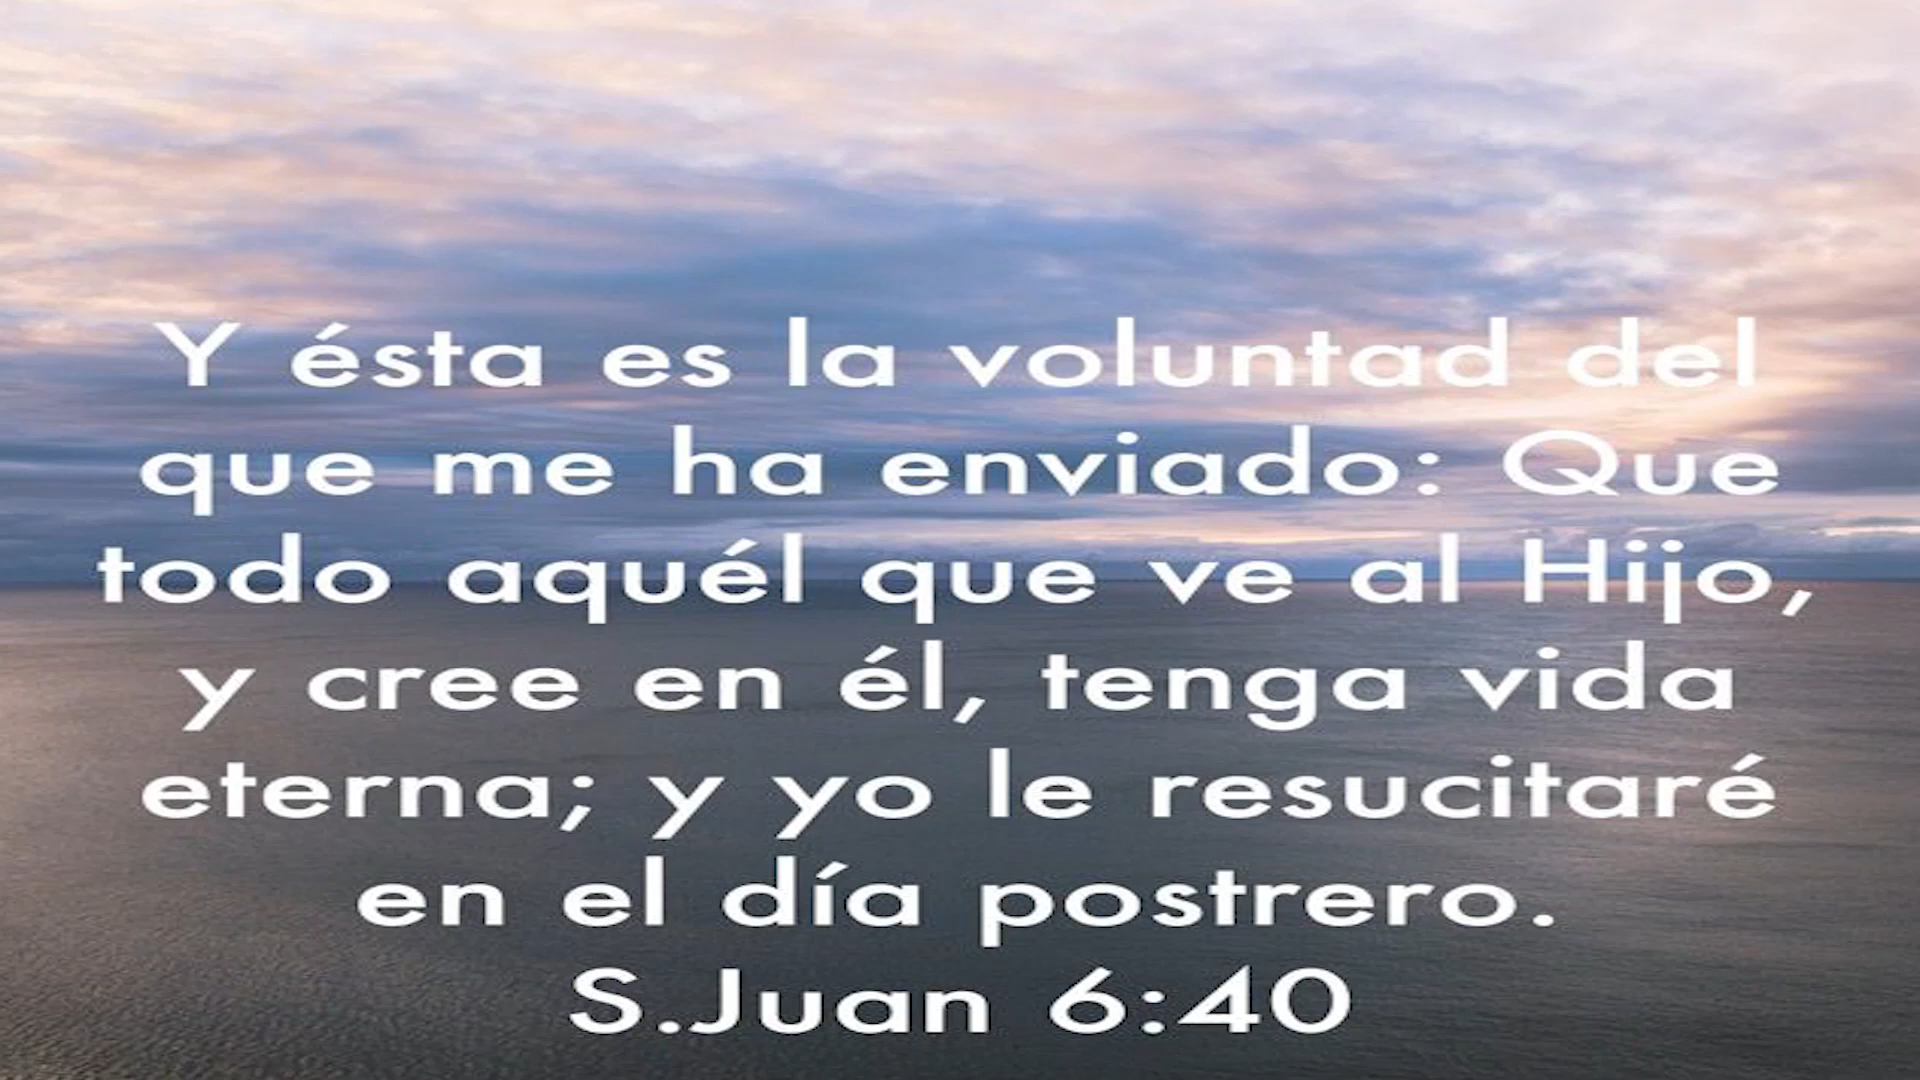 Y ésta es la voluntad del
que me ha enviado: Que
todo aquél que ve al Hijo,
y cree en él, tenga vida
eterna; y yo le resucitaré
en el día postrero.
S.Juan 6:40